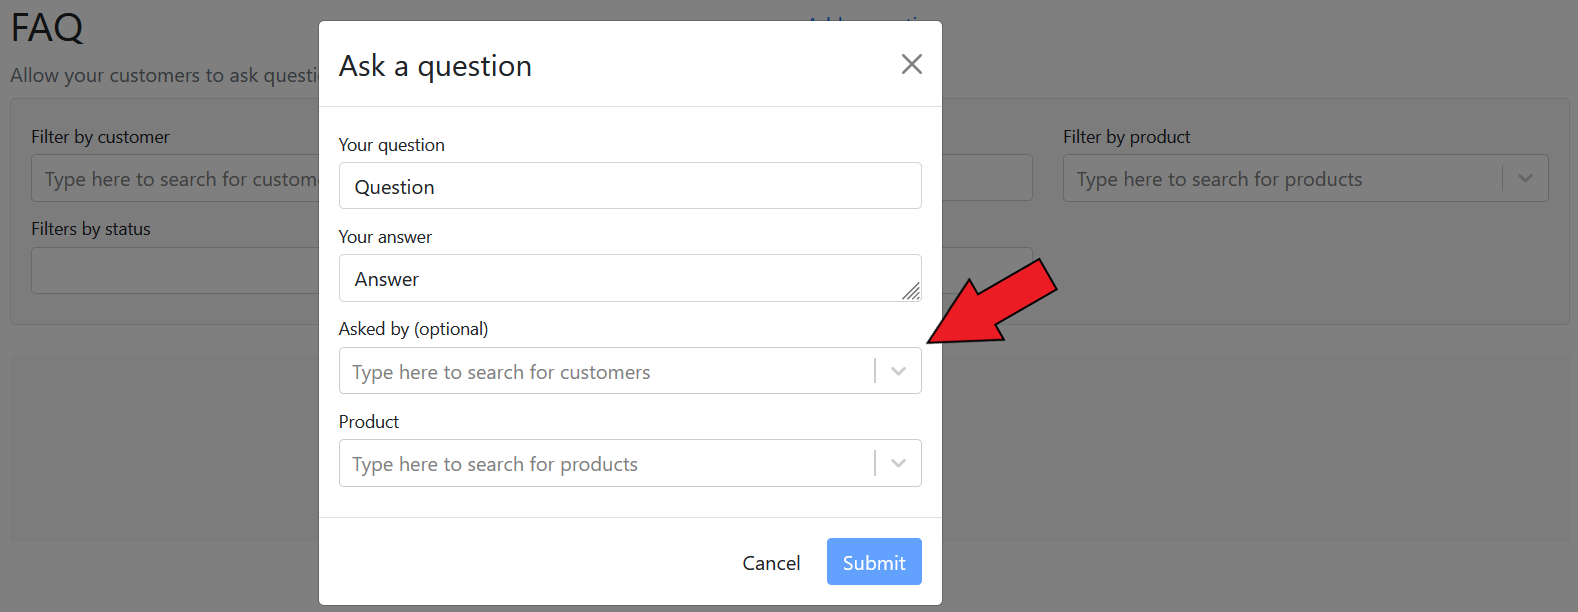 FAQ
Allow your customers to ask
Filter by customer
Type here to search for
Filters by status
Filter by product
Type here to search for products
Ask a question
Your question
Question
Your answer
Answer
Asked by (optional)
Type here to search for customers
Product
Type here to search for products
Cancel
Submit